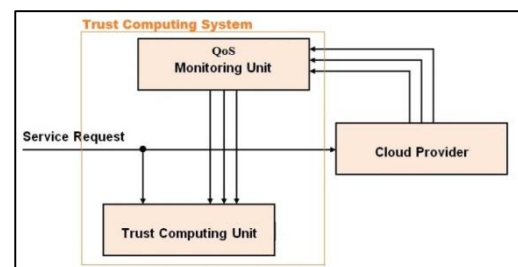 Trust Computing System
QoS
Monitoring Unit
Service Request
Cloud Provider
Trust Computing Unit